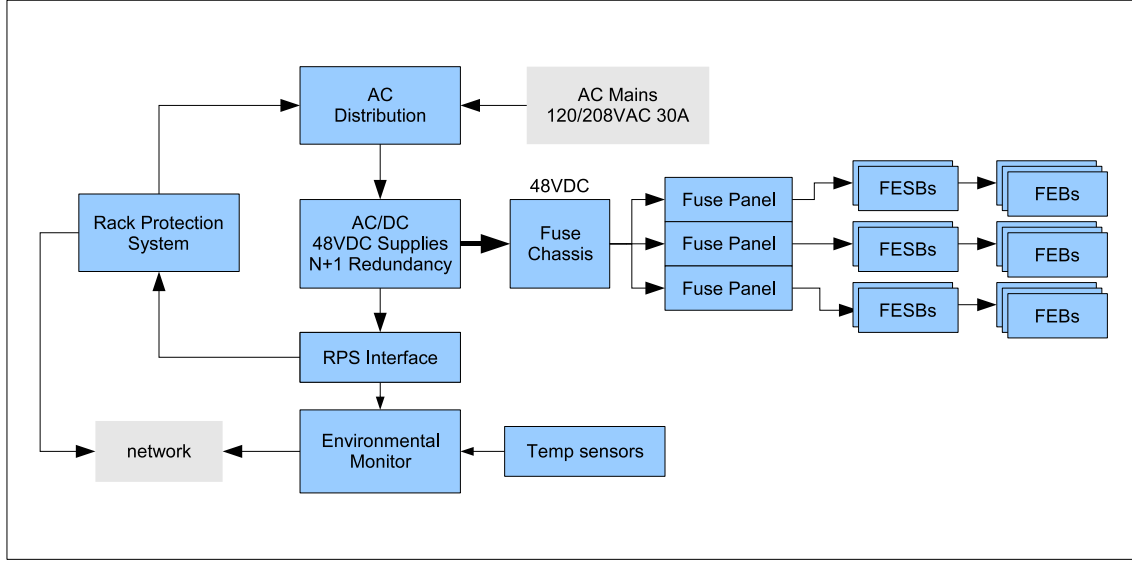 AC
Distribution
AC Mains
120/208VAC 30A
48VDC
Rack Protection
System
AC/DC
48VDC Supplies
N+1 Redundancy
Fuse
Chassis
Fuse Panel
Fuse Panel
Fuse Panel
FESBs
FEBs
FESBs
FEBs
FESBs
FEBs
RPS Interface
network
Environmental
Monitor
Temp sensors